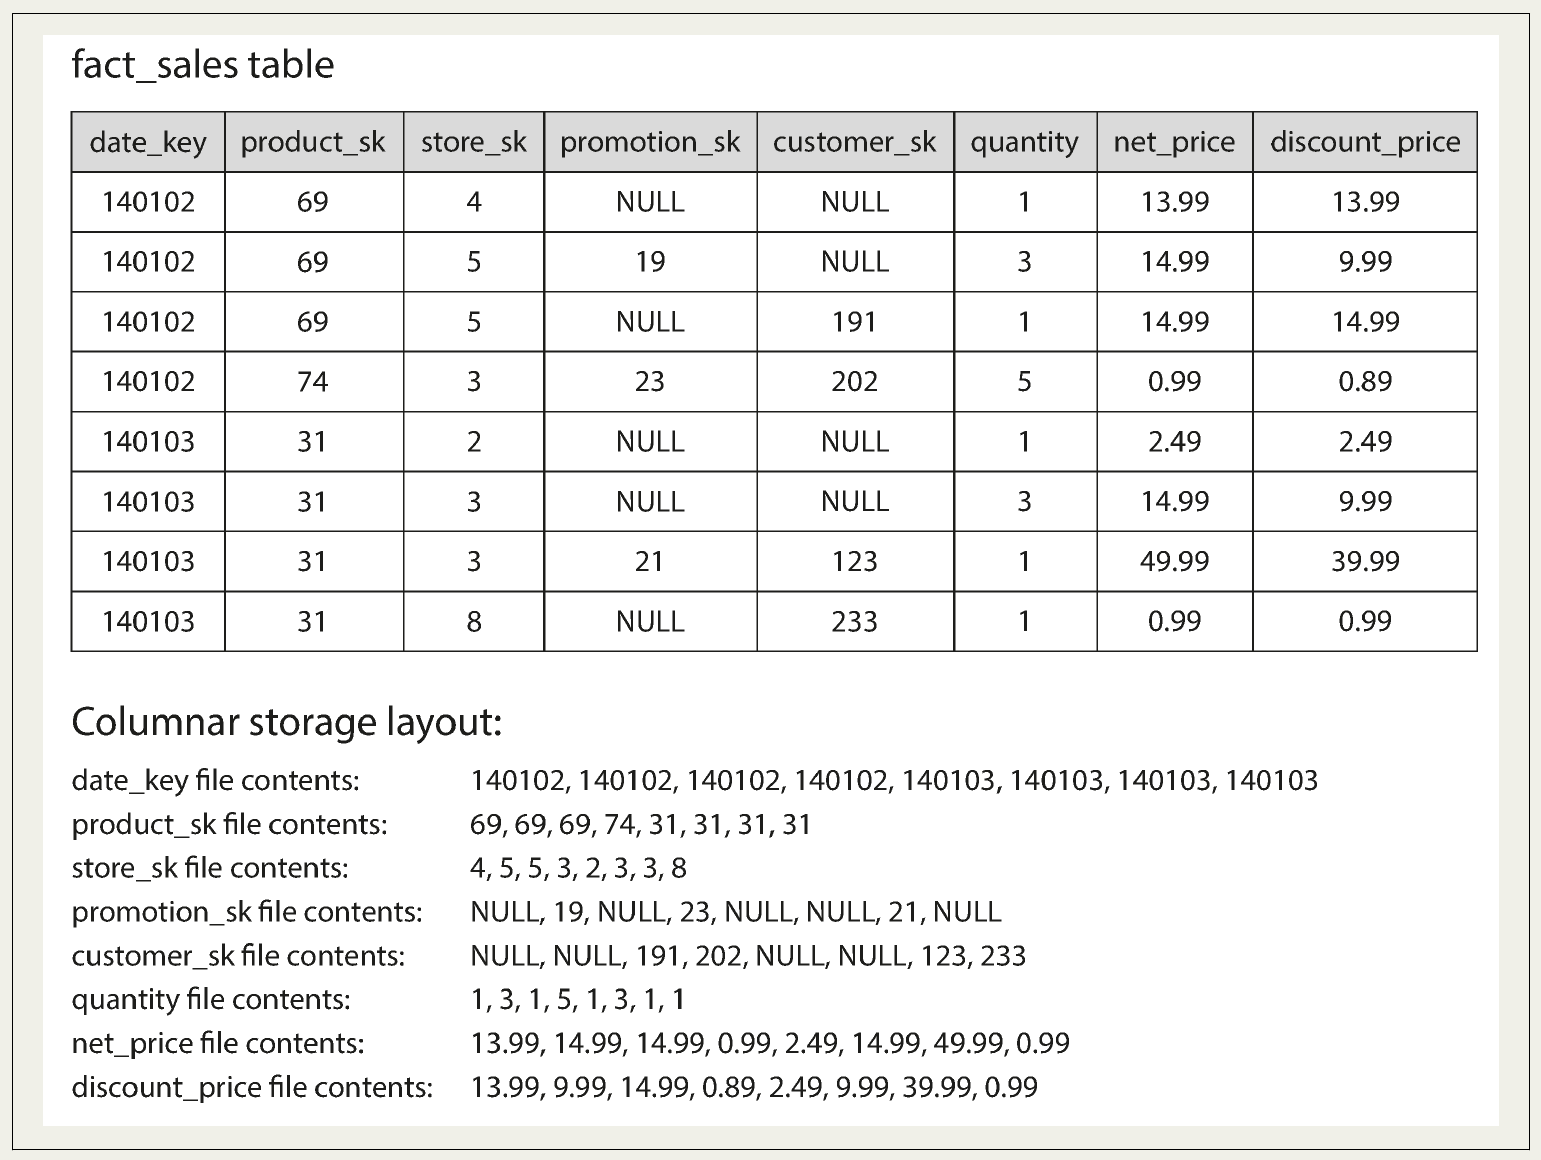 fact_sales table
date_key product_sk store_sk promotion_sk customer_sk quantity net_price discount_price
140102 69 4 NULL NULL 1 13.99 13.99
140102 69 5 19 NULL 3 14.99 9.99
140102 69 5 NULL 191 1 14.99 14.99
140102 74 3 23 202 5 0.99 0.89
140103 31 2 NULL NULL 1 2.49 2.49
140103 31 3 NULL NULL 3 14.99 9.99
140103 31 3 21 123 1 49.99 39.99
140103 31 8 NULL 233 1 0.99 0.99
Columnar storage layout:
date_key file contents: 140102, 140102, 140102, 140102, 140103, 140103, 140103, 140103
product_sk file contents: 69, 69, 69, 74, 31, 31, 31, 31
store_sk file contents: 4, 5, 5, 3, 2, 3, 3, 8
promotion_sk file contents: NULL, 19, NULL, 23, NULL, NULL, 21, NULL
customer_sk file contents: NULL, NULL, 191, 202, NULL, NULL, 123, 233
quantity file contents: 1, 3, 1, 5, 1, 3, 1, 1
net_price file contents: 13.99, 14.99, 14.99, 0.99, 2.49, 14.99, 49.99, 0.99
discount_price file contents: 13.99, 9.99, 14.99, 0.89, 2.49, 9.99, 39.99, 0.99